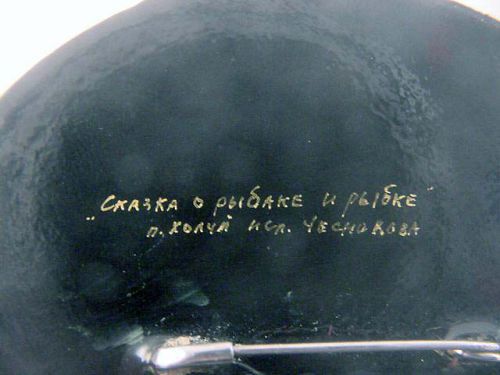 "Сказка о рыбаке и рыбке"
п. Холуй исп. Чеснокова